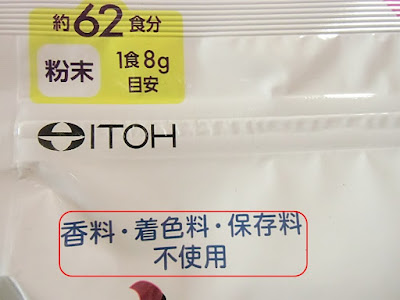 約62食分
粉末
1食8g
目安
ITOH
香料・着色料・保存料
不使用